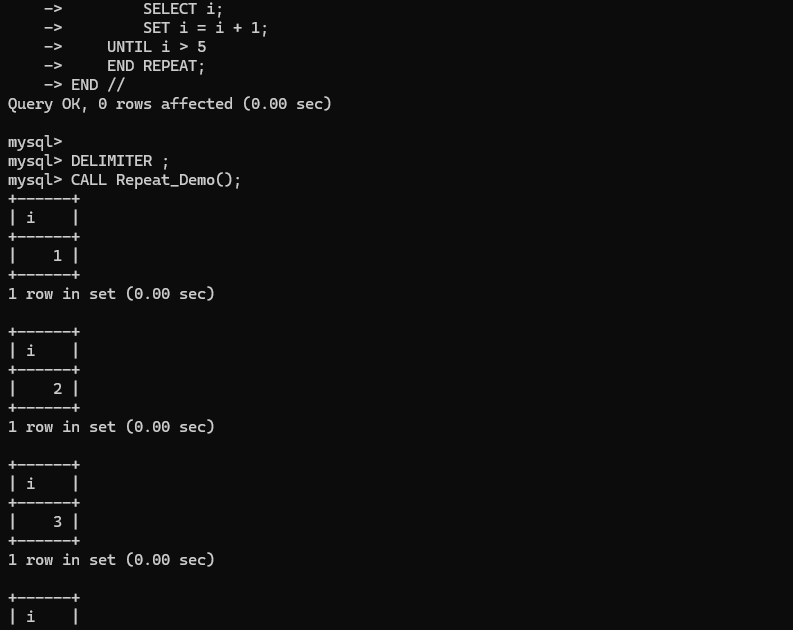 -> SELECT i;
    -> SET i = i + 1;
    -> UNTIL i > 5
    -> END REPEAT;
    -> END //
Query OK, 0 rows affected (0.00 sec)
mysql>
mysql> DELIMITER ;
mysql> CALL Repeat_Demo();
+------+
| i    |
+------+
|    1 |
+------+
1 row in set (0.00 sec)
+------+
| i    |
+------+
|    2 |
+------+
1 row in set (0.00 sec)
+------+
| i    |
+------+
|    3 |
+------+
1 row in set (0.00 sec)
+------+
| i    |